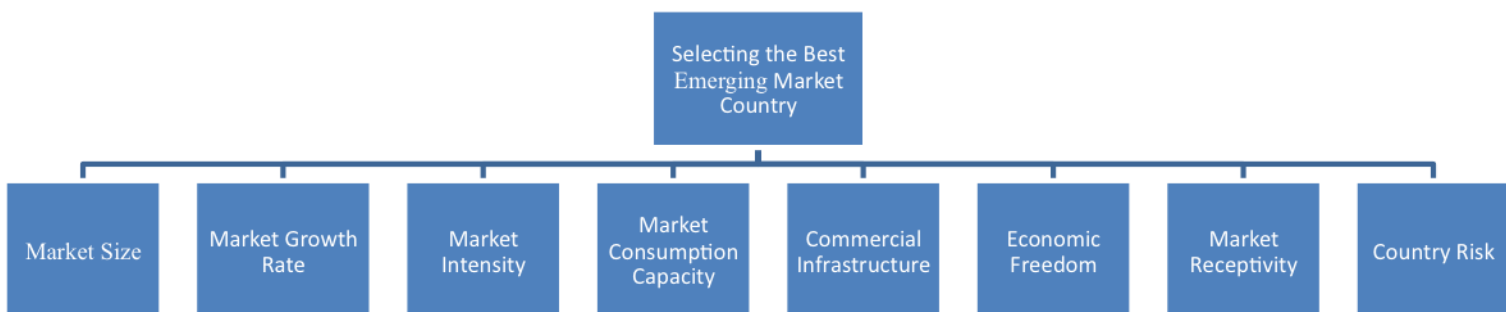 Selecting the Best
Emerging Market
Country
Market Size
Market Growth
Rate
Market
Intensity
Market
Consumption
Capacity
Commercial
Infrastructure
Economic
Freedom
Market
Receptivity
Country Risk